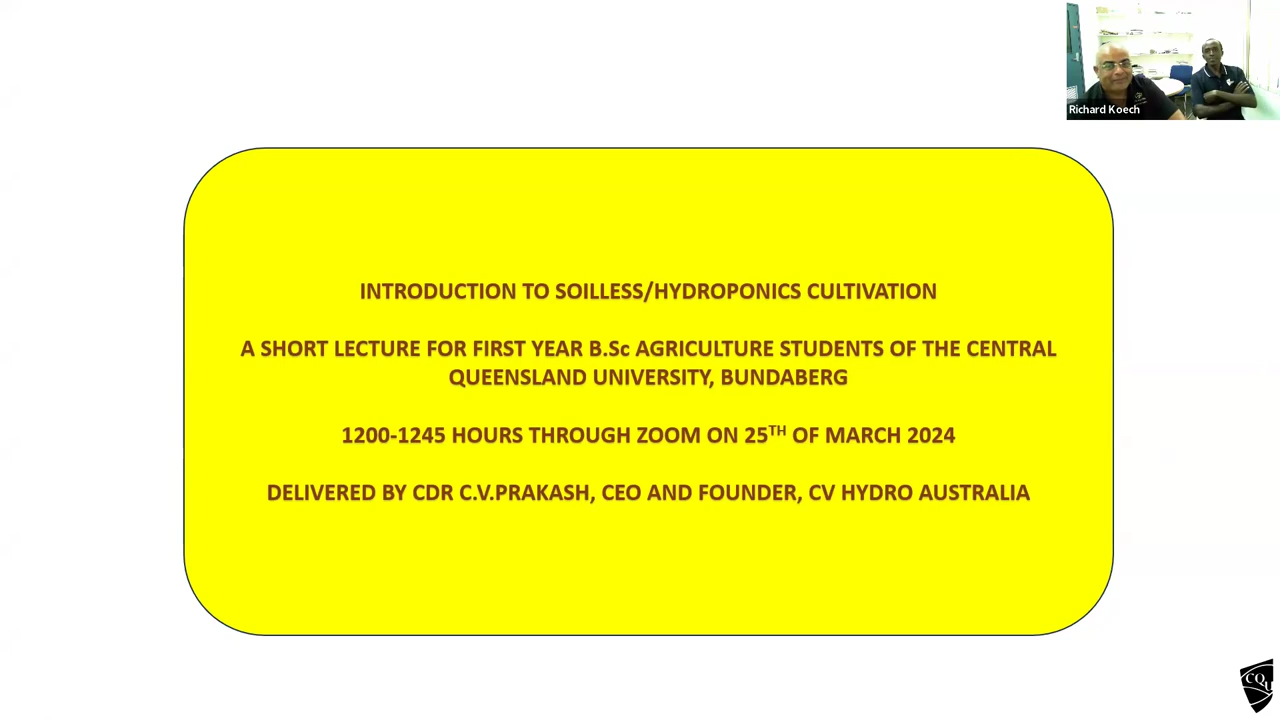 Richard Koech
INTRODUCTION TO SOILLESS/HYDROPONICS CULTIVATION
A SHORT LECTURE FOR FIRST YEAR B.Sc AGRICULTURE STUDENTS OF THE CENTRAL
QUEENSLAND UNIVERSITY, BUNDABERG
1200-1245 HOURS THROUGH ZOOM ON 25TH OF MARCH 2024
DELIVERED BY CDR C.V.PRAKASH, CEO AND FOUNDER, CV HYDRO AUSTRALIA
CQU